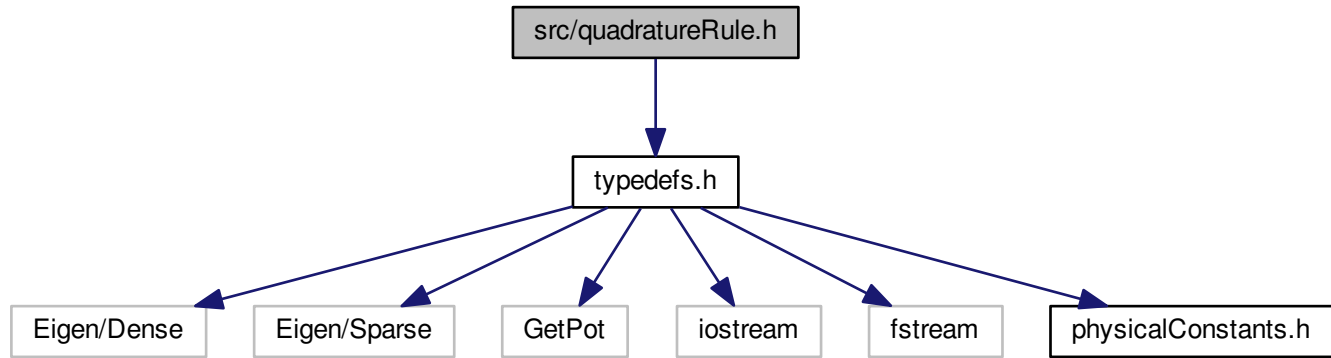 src/quadratureRule.h
typedefs.h
Eigen/Dense
Eigen/Sparse
GetPot
iostream
fstream
physicalConstants.h